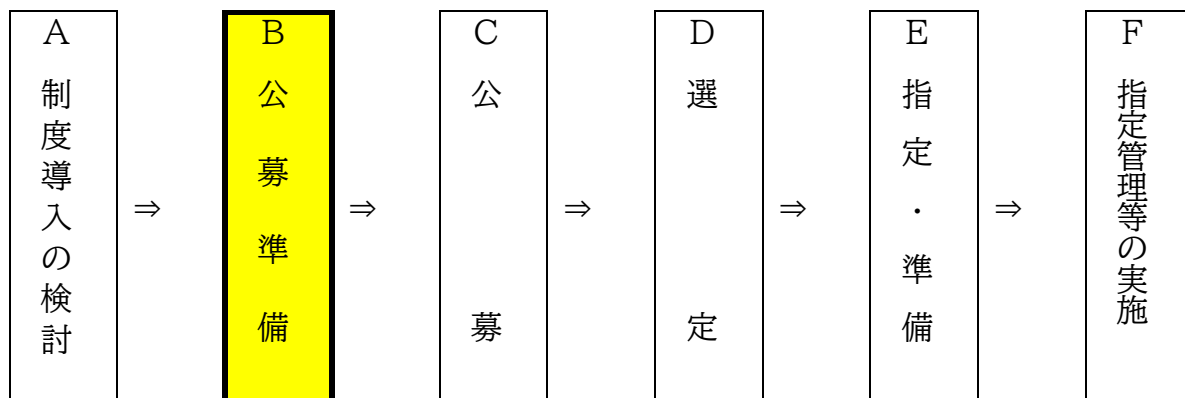 A 制度導入の検討
⇒
B 公募準備
⇒
C 公募
⇒
D 選定
⇒
E 指定・準備
⇒
F 指定管理等の実施